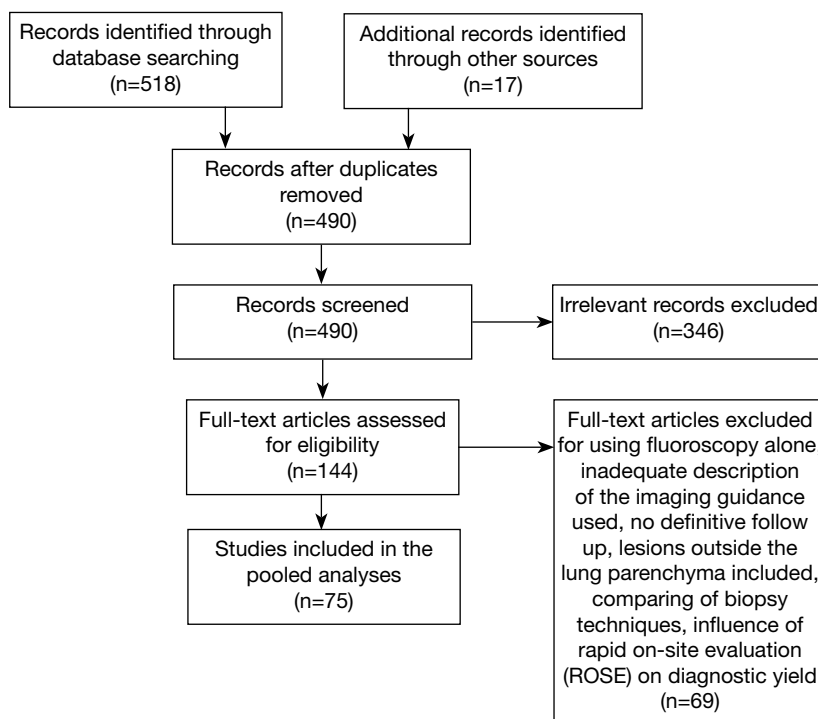 Records identified through
database searching
(n=518)
Additional records identified
through other sources
(n=17)
Records after duplicates
removed
(n=490)
Records screened
(n=490)
Irrelevant records excluded
(n=346)
Full-text articles assessed
for eligibility
(n=144)
Full-text articles excluded
for using fluoroscopy alone,
inadequate description
of the imaging guidance
used, no definitive follow
up, lesions outside the
lung parenchyma included,
comparing of biopsy
techniques, influence of
rapid on-site evaluation
(ROSE) on diagnostic yield
(n=69)
Studies included in the
pooled analyses
(n=75)